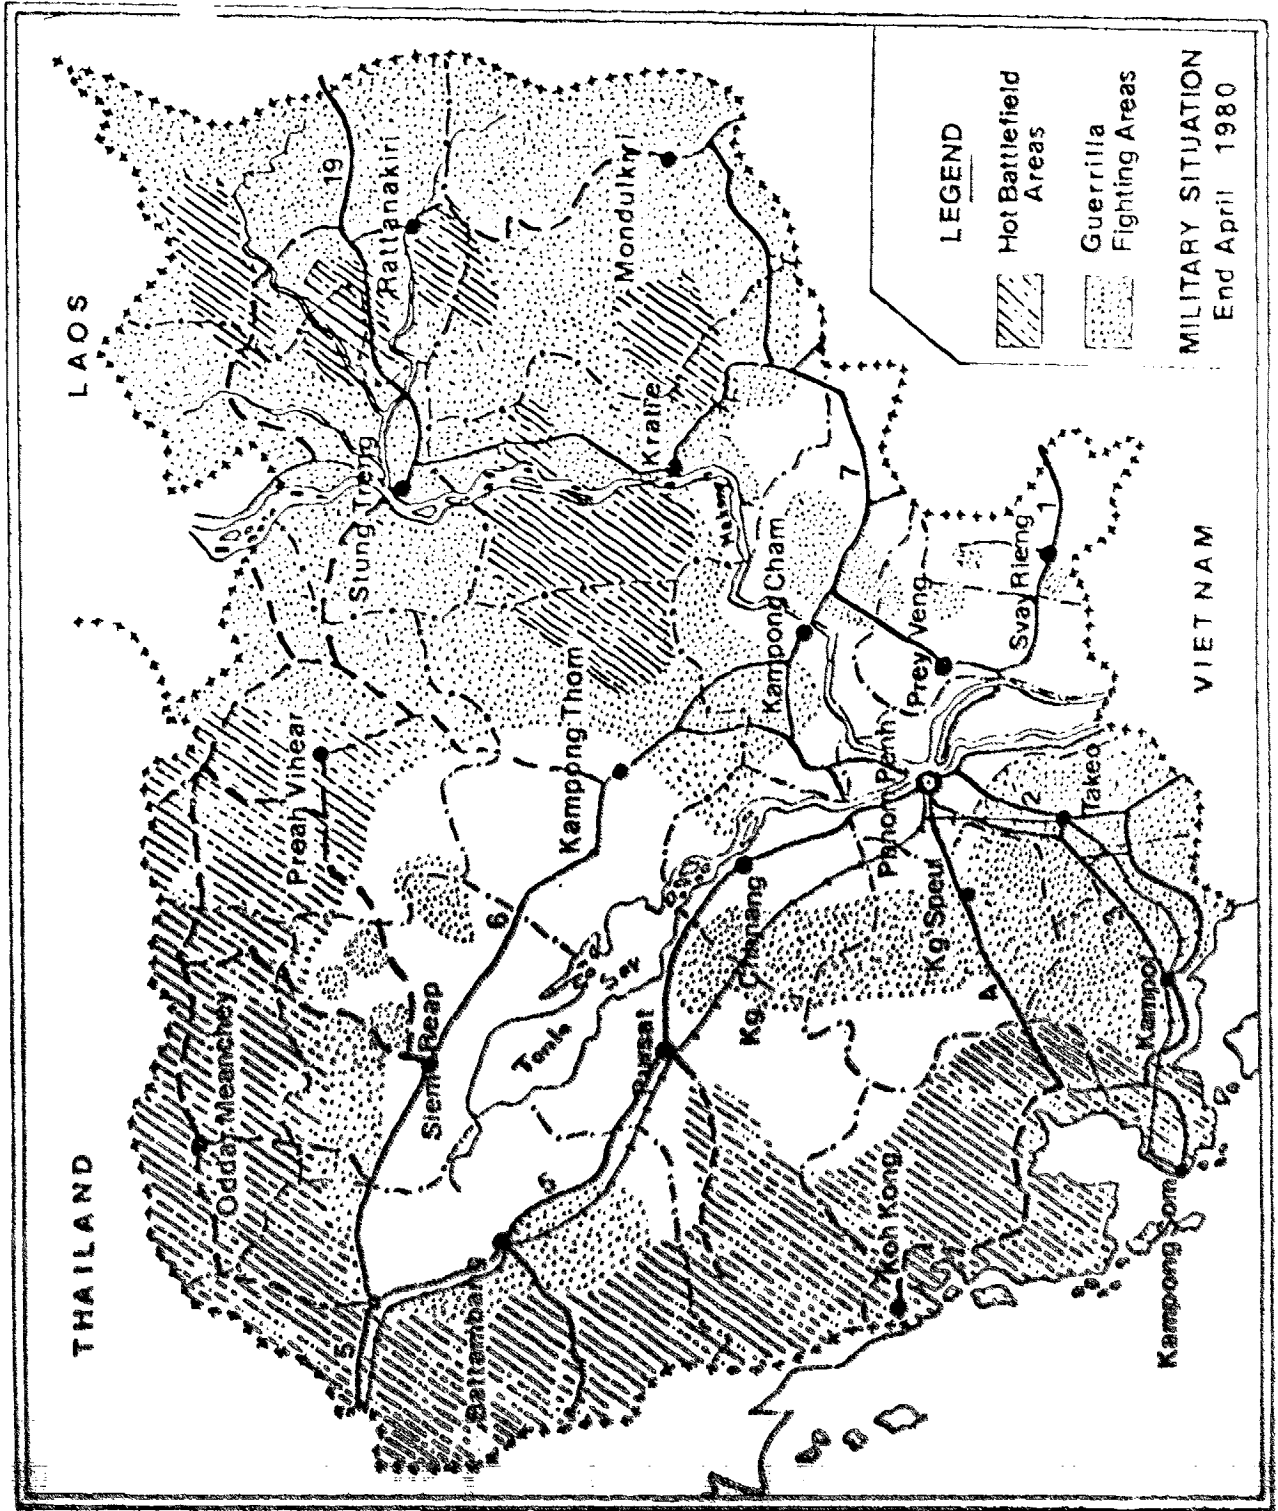 THAILAND
LAOS
Oddar Meanchey
Preah Vihear
Stung Treng
19
Rattanakiri
Mondulkiri
5
Siem Reap
6
Kampong Thom
Kratie
Battambang
5
Tonle
Sap
Pursat
Kg. Chhnang
Kampong Cham
Mekong
7
Koh Kong
Kg Speu
Phnom Penh
Prey Veng
Svay Rieng
1
4
3
2
Takeo
Kampot
Kampong Som
VIET NAM
LEGEND
Hot Battlefield
Areas
Guerrilla
Fighting Areas
MILITARY SITUATION
End April 1980